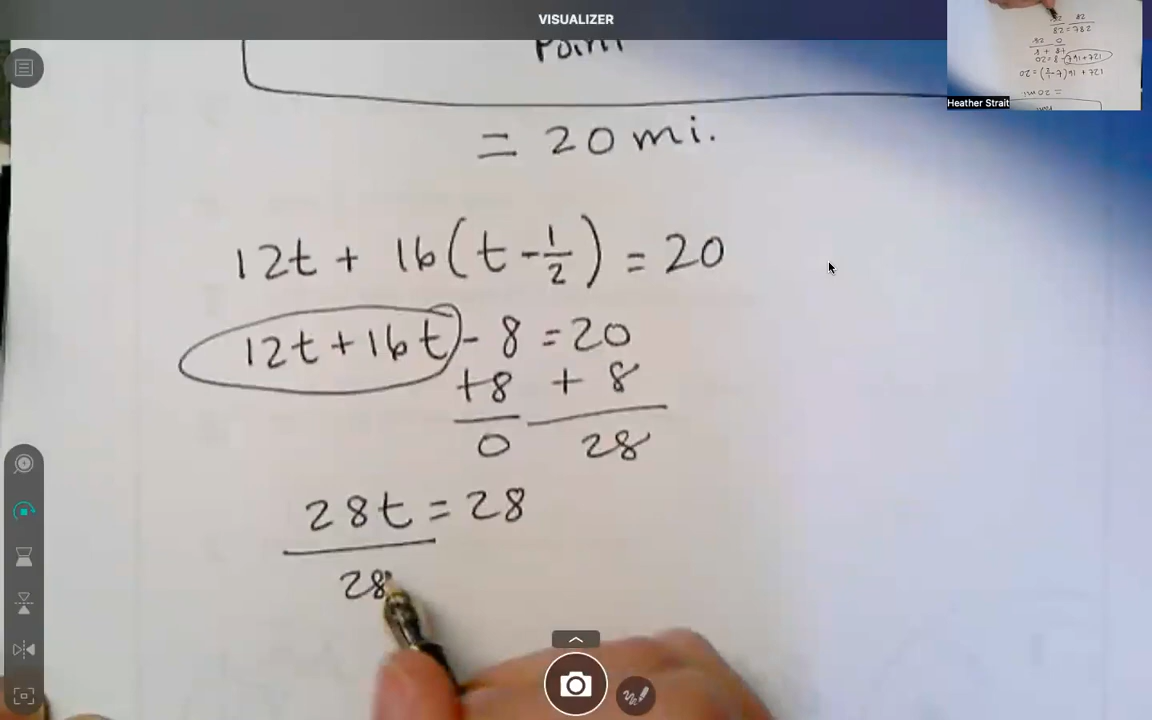 VISUALIZER
Point
= 20 mi.
12t + 16(t - 1/2) = 20
12t + 16t - 8 = 20
+8 + 8
0 28
28t = 28
28
Heather Strait